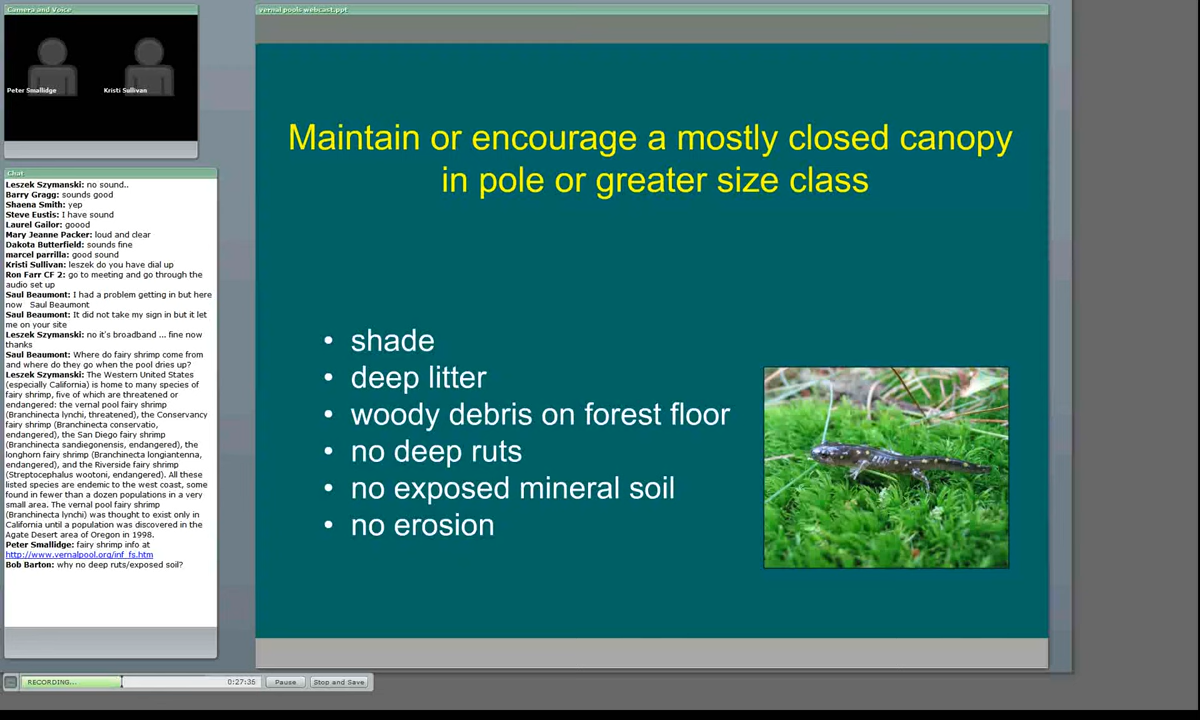 Camera and Voice
Peter Smallidge
Kristi Sullivan
Chat
Leszek Szymanski: no sound..
Barry Gragg: sounds good
Shaena Smith: yep
Steve Eustis: I have sound
Laurel Gailor: goood
Mary Jeanne Packer: loud and clear
Dakota Butterfield: sounds fine
marcel parrilla: good sound
Kristi Sullivan: leszek do you have dial up
Ron Farr CF 2: go to meeting and go through the
audio set up
Saul Beaumont: I had a problem getting in but here
now Saul Beaumont
Saul Beaumont: It did not take my sign in but it let
me on your site
Leszek Szymanski: no it's broadband ... fine now
thanks
Saul Beaumont: Where do fairy shrimp come from
and where do they go when the pool dries up?
Leszek Szymanski: The Western United States
(especially California) is home to many species of
fairy shrimp, five of which are threatened or
endangered: the vernal pool fairy shrimp
(Branchinecta lynchi, threatened), the Conservancy
fairy shrimp (Branchinecta conservatio,
endangered), the San Diego fairy shrimp
(Branchinecta sandiegonensis, endangered), the
longhorn fairy shrimp (Branchinecta longiantenna,
endangered), and the Riverside fairy shrimp
(Streptocephalus wootoni, endangered). All these
listed species are endemic to the west coast, some
found in fewer than a dozen populations in a very
small area. The vernal pool fairy shrimp
(Branchinecta lynchi) was thought to exist only in
California until a population was discovered in the
Agate Desert area of Oregon in 1998.
Peter Smallidge: fairy shrimp info at
http://www.vernalpool.org/inf_fs.htm
Bob Barton: why no deep ruts/exposed soil?
vernal pools webcast.ppt
Maintain or encourage a mostly closed canopy
in pole or greater size class
• shade
• deep litter
• woody debris on forest floor
• no deep ruts
• no exposed mineral soil
• no erosion
RECORDING...
0:27:36
Pause
Stop and Save